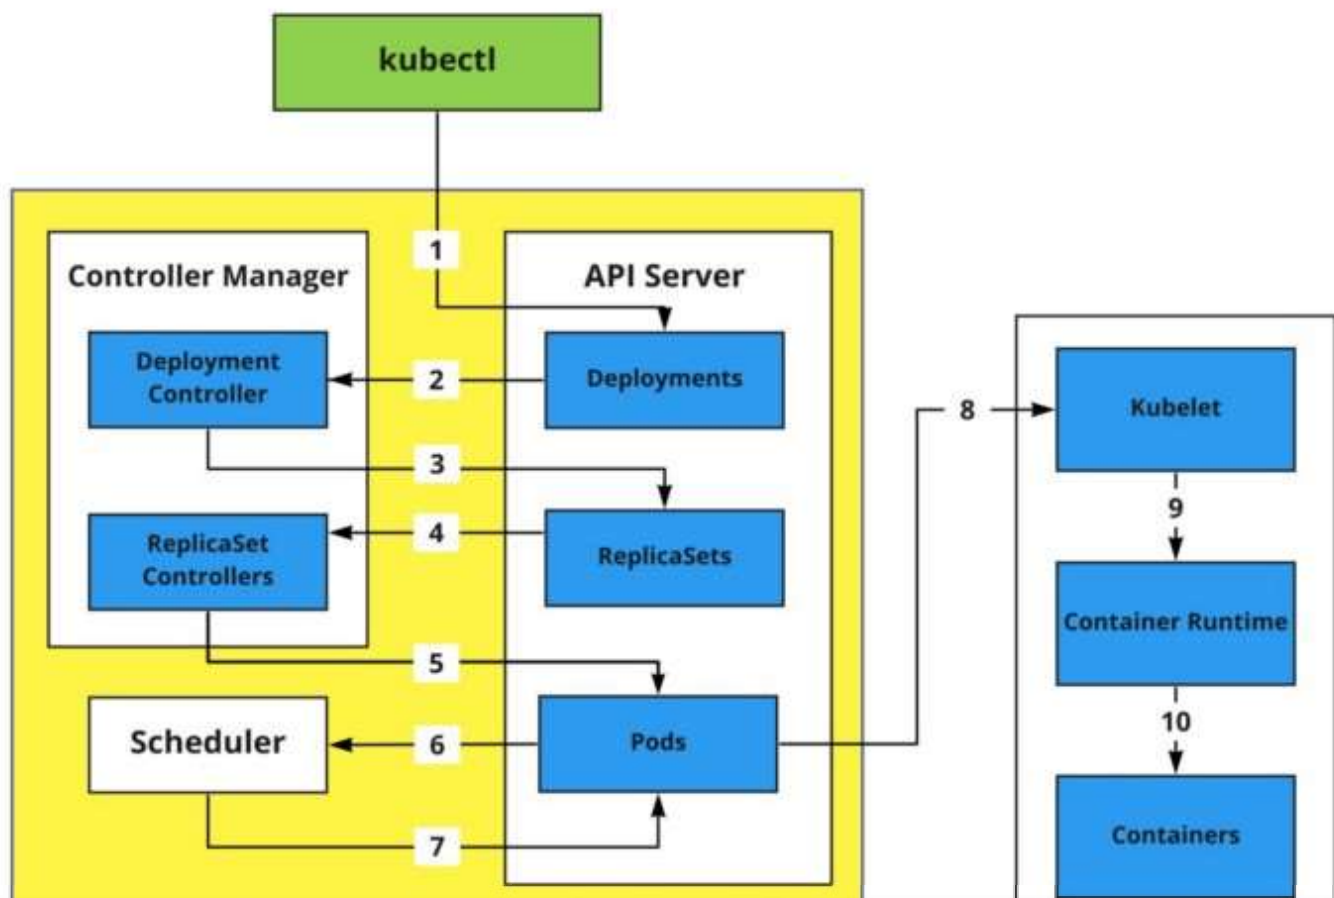 kubectl
1
Controller Manager
API Server
Deployment
Controller
2
Deployments
8
Kubelet
3
9
ReplicaSet
Controllers
4
ReplicaSets
Container Runtime
5
10
Scheduler
6
Pods
Containers
7